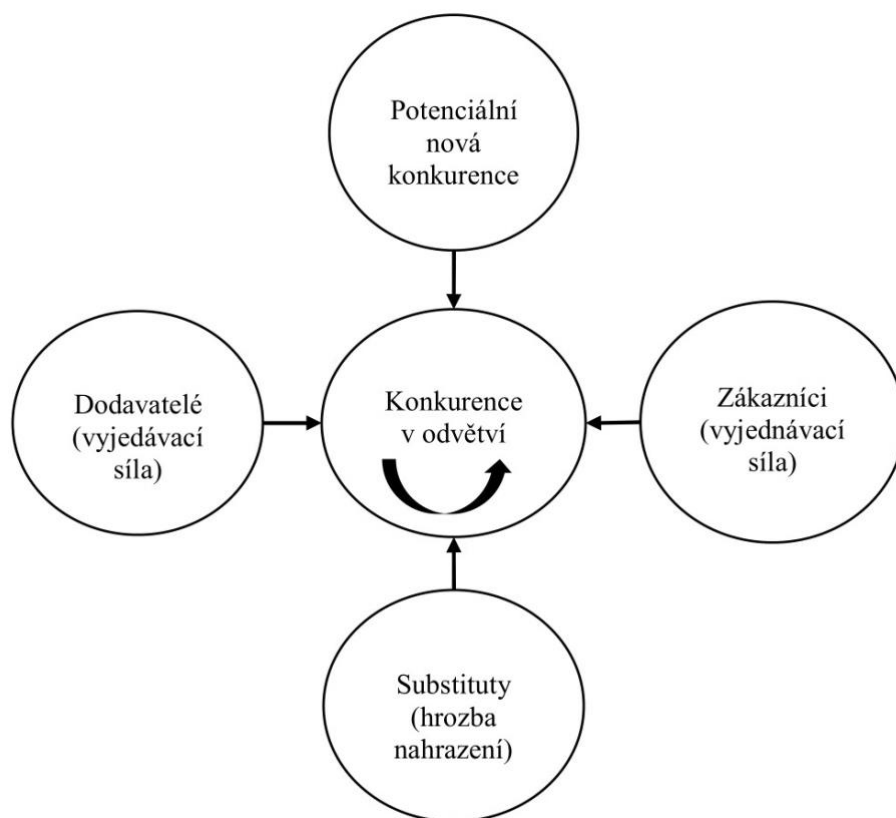 Potenciální
nová
konkurence
Dodavatelé
(vyjedávací
síla)
Konkurence
v odvětví
Zákazníci
(vyjednávací
síla)
Substituty
(hrozba
nahrazení)